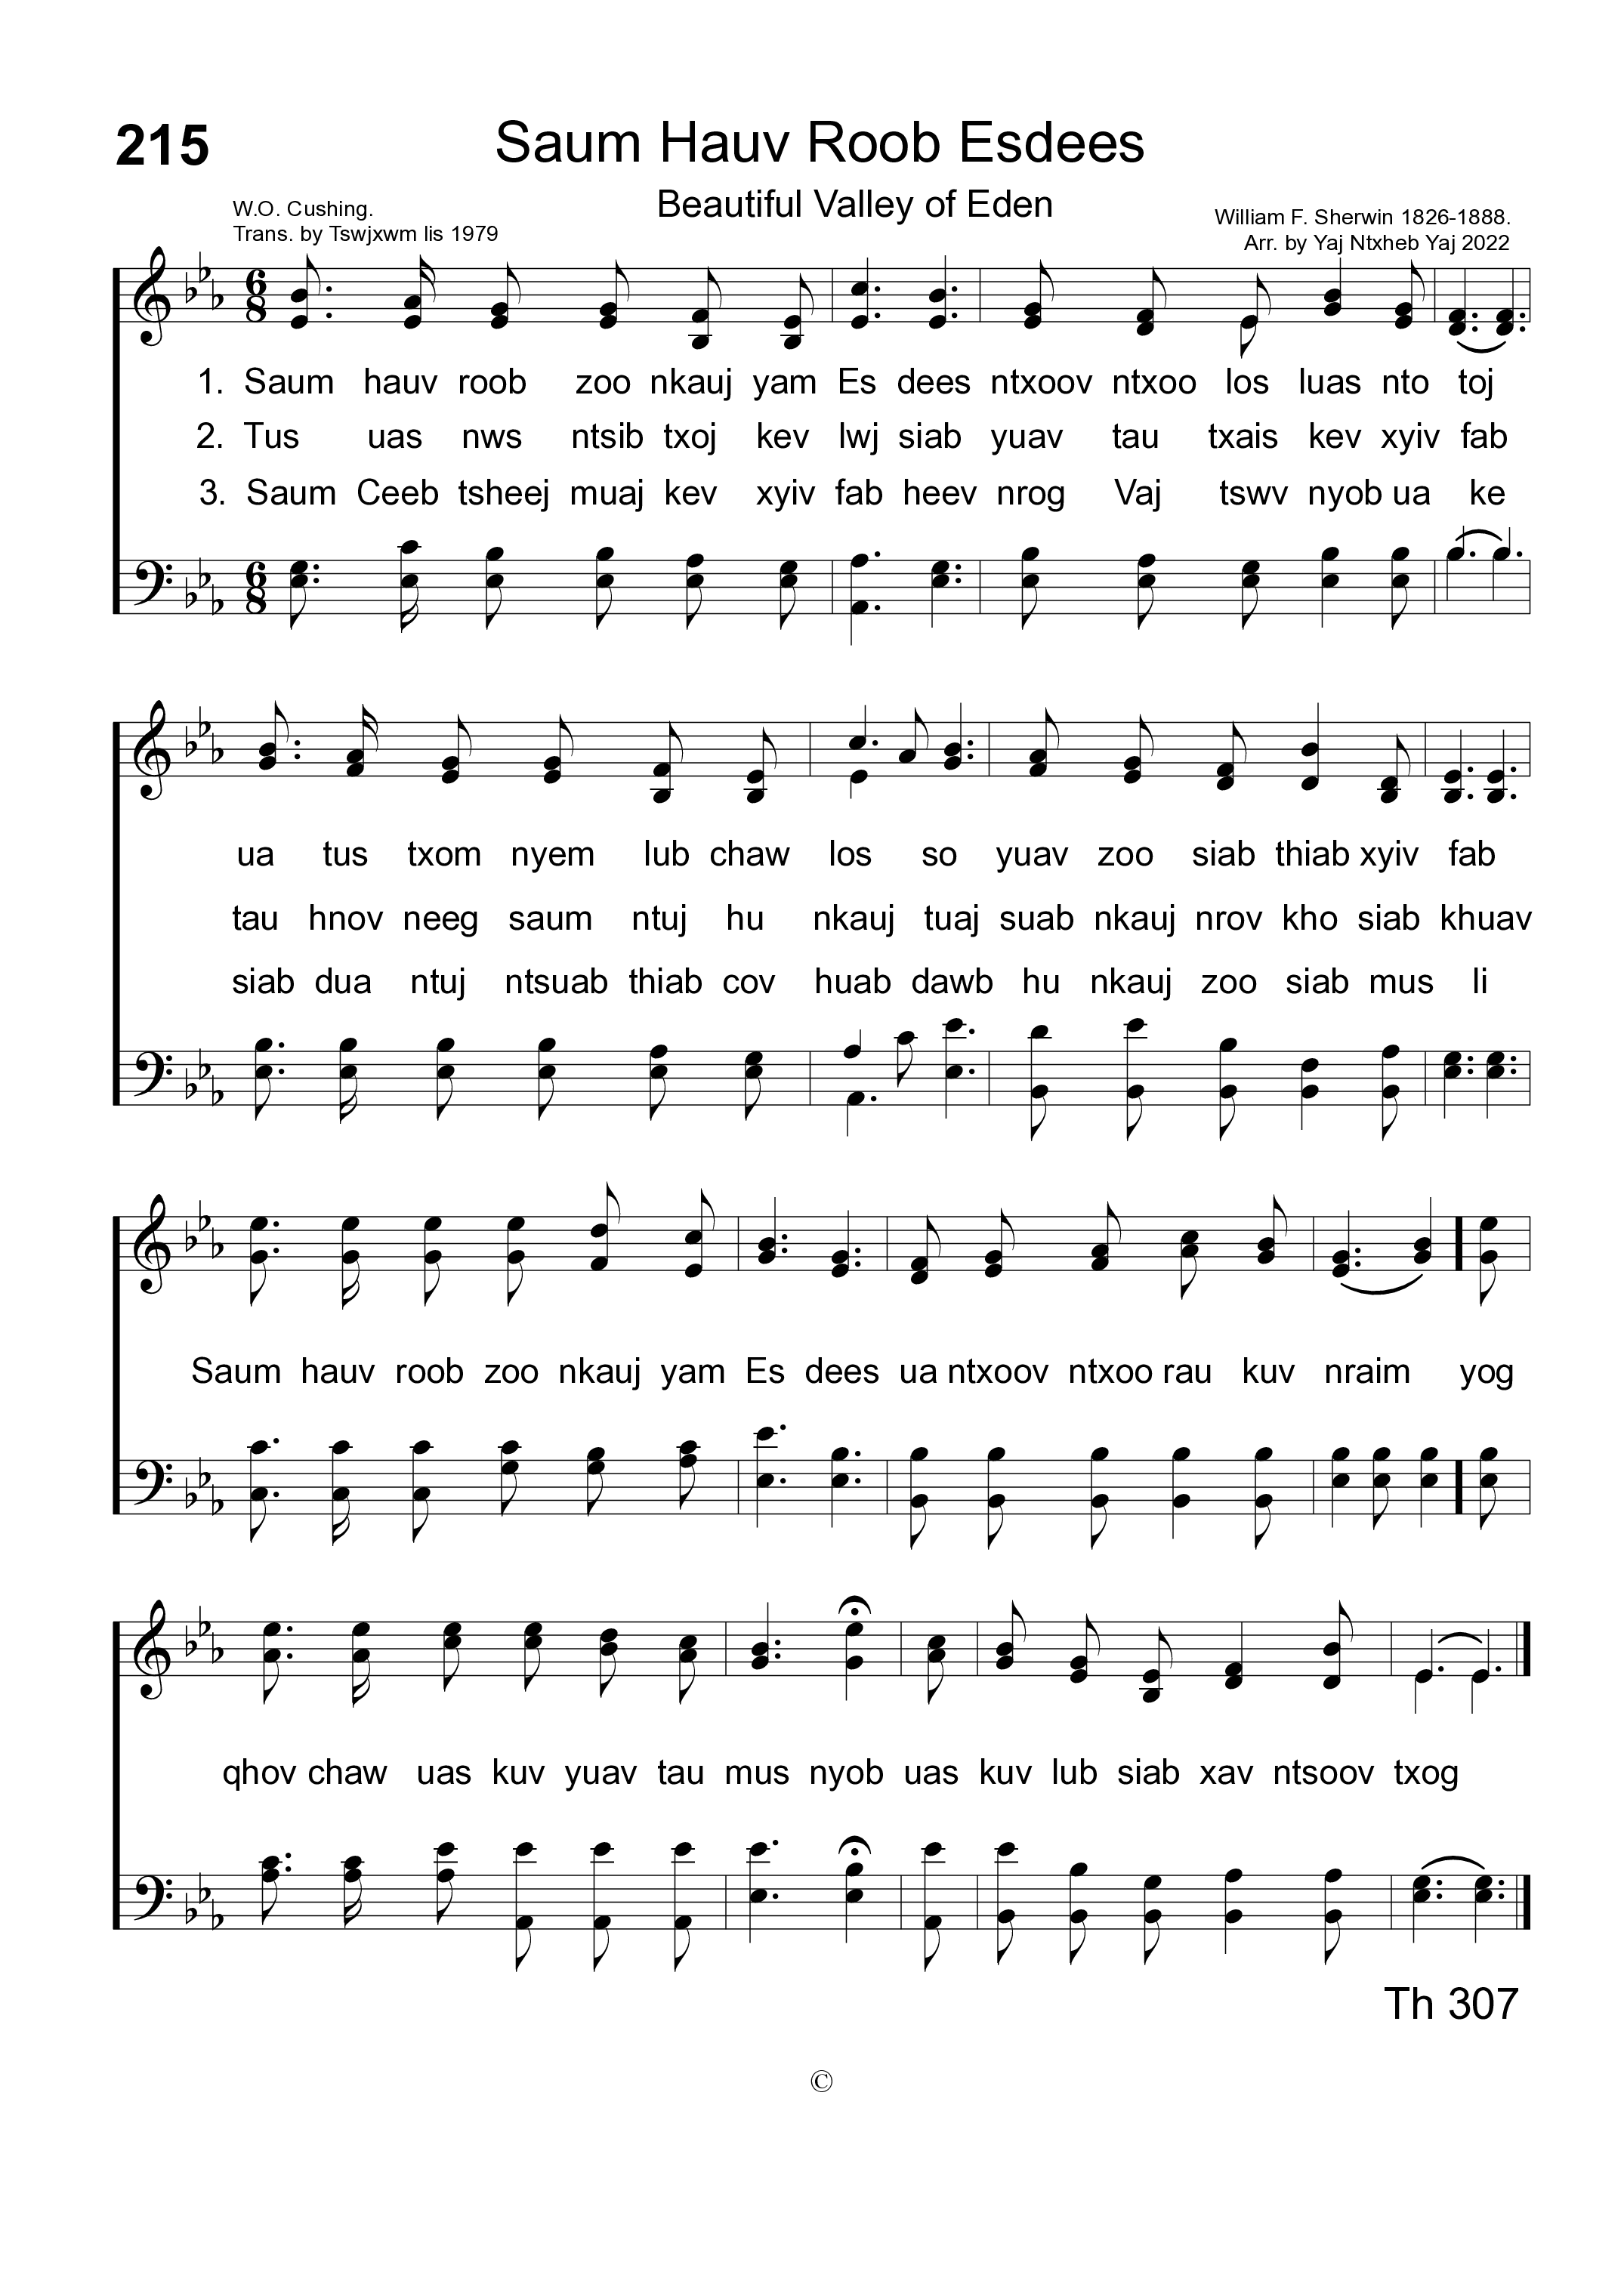 215
Saum Hauv Roob Esdees
Beautiful Valley of Eden
W.O. Cushing.
Trans. by Tswjxwm lis 1979
William F. Sherwin 1826-1888.
Arr. by Yaj Ntxheb Yaj 2022
1. Saum hauv roob zoo nkauj yam Es dees ntxoov ntxoo los luas nto toj
2. Tus uas nws ntsib txoj kev lwj siab yuav tau txais kev xyiv fab
3. Saum Ceeb tsheej muaj kev xyiv fab heev nrog Vaj tswv nyob ua ke
ua tus txom nyem lub chaw los so yuav zoo siab thiab xyiv fab
tau hnov neeg saum ntuj hu nkauj tuaj suab nkauj nrov kho siab khuav
siab dua ntuj ntsuab thiab cov huab dawb hu nkauj zoo siab mus li
Saum hauv roob zoo nkauj yam Es dees ua ntxoov ntxoo rau kuv nraim yog
qhov chaw uas kuv yuav tau mus nyob uas kuv lub siab xav ntsoov txog
Th 307
©